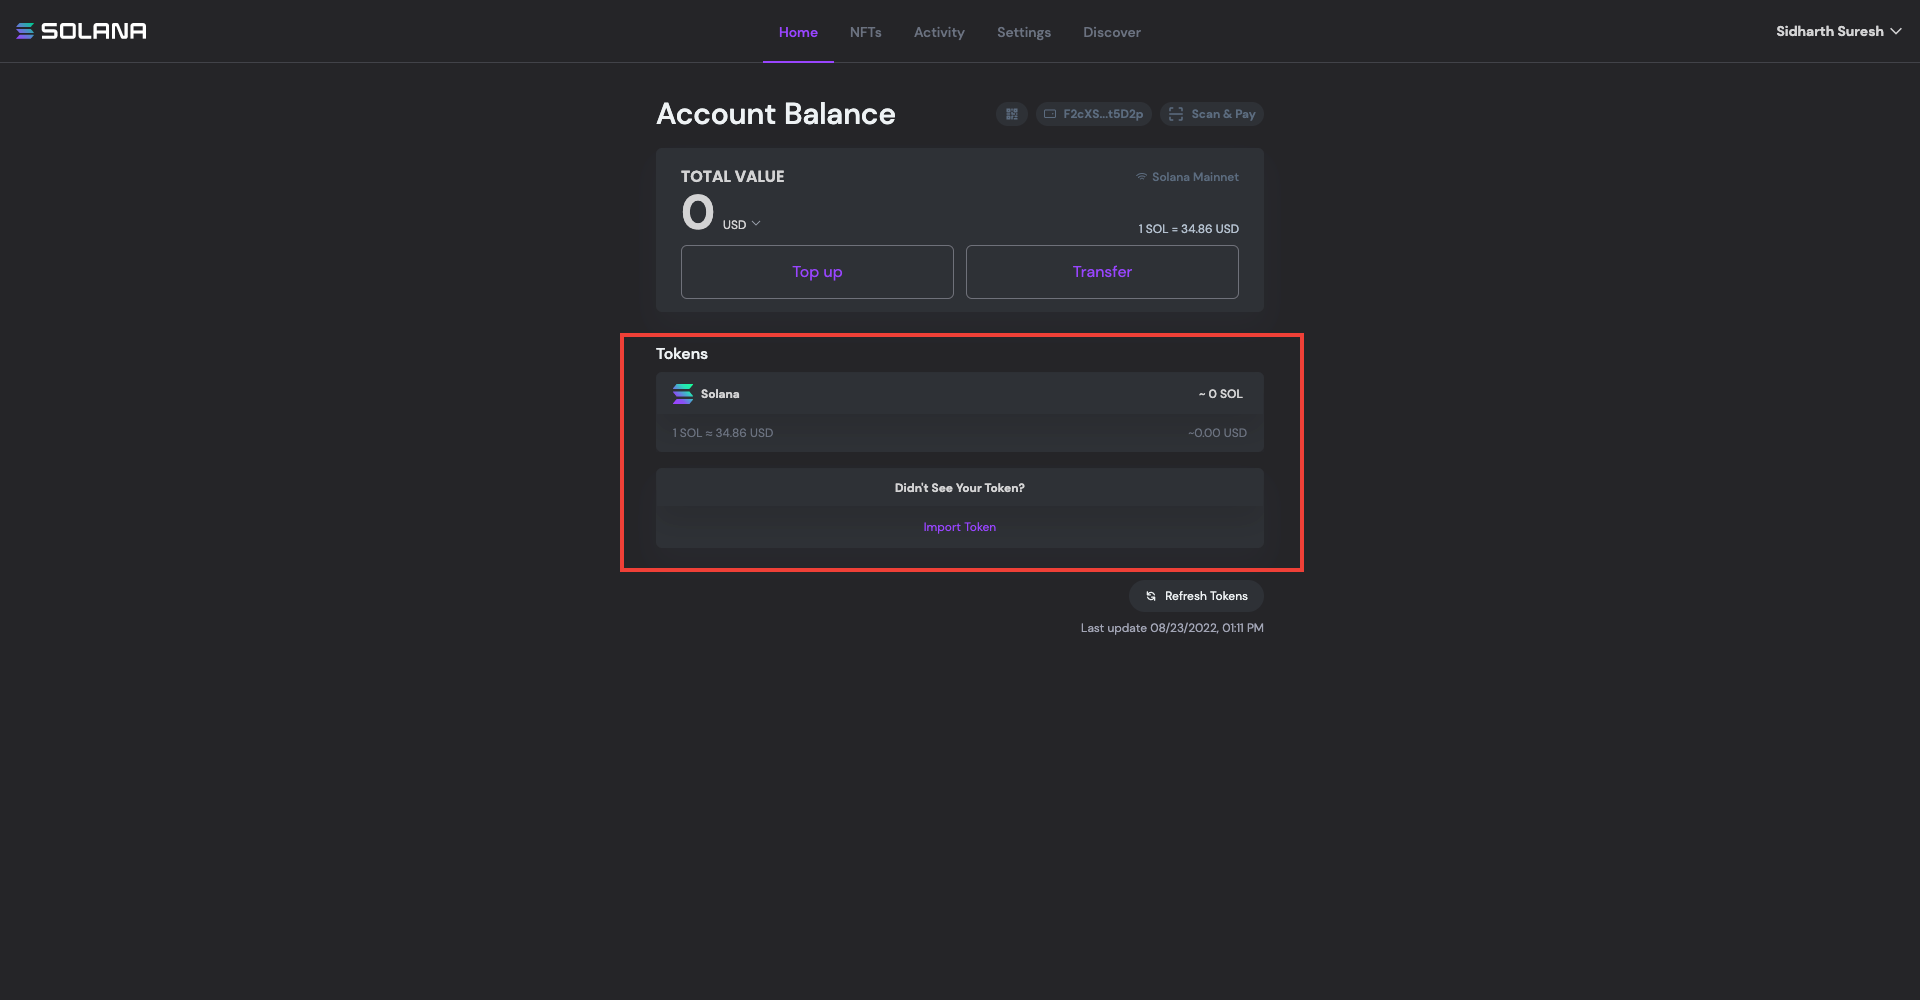 SOLANA
Home NFTs Activity Settings Discover
Sidharth Suresh
Account Balance
F2cXS...t5D2p
Scan & Pay
TOTAL VALUE
Solana Mainnet
0 USD
1 SOL = 34.86 USD
Top up
Transfer
Tokens
Solana
~ 0 SOL
1 SOL ≈ 34.86 USD
~0.00 USD
Didn't See Your Token?
Import Token
Refresh Tokens
Last update 08/23/2022, 01:11 PM